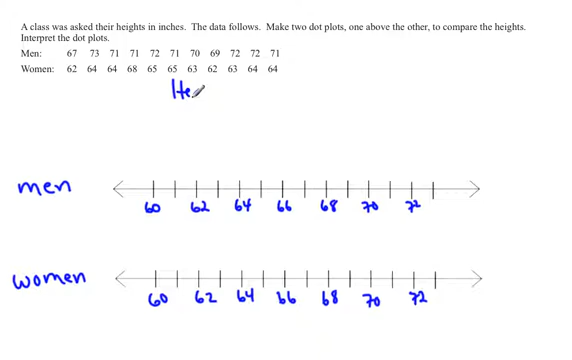 A class was asked their heights in inches. The data follows. Make two dot plots, one above the other, to compare the heights.
Interpret the dot plots.
Men: 67 73 71 71 72 71 70 69 72 72 71
Women: 62 64 64 68 65 65 63 62 63 64 64
He
men
60 62 64 66 68 70 72
women
60 62 64 66 68 70 72